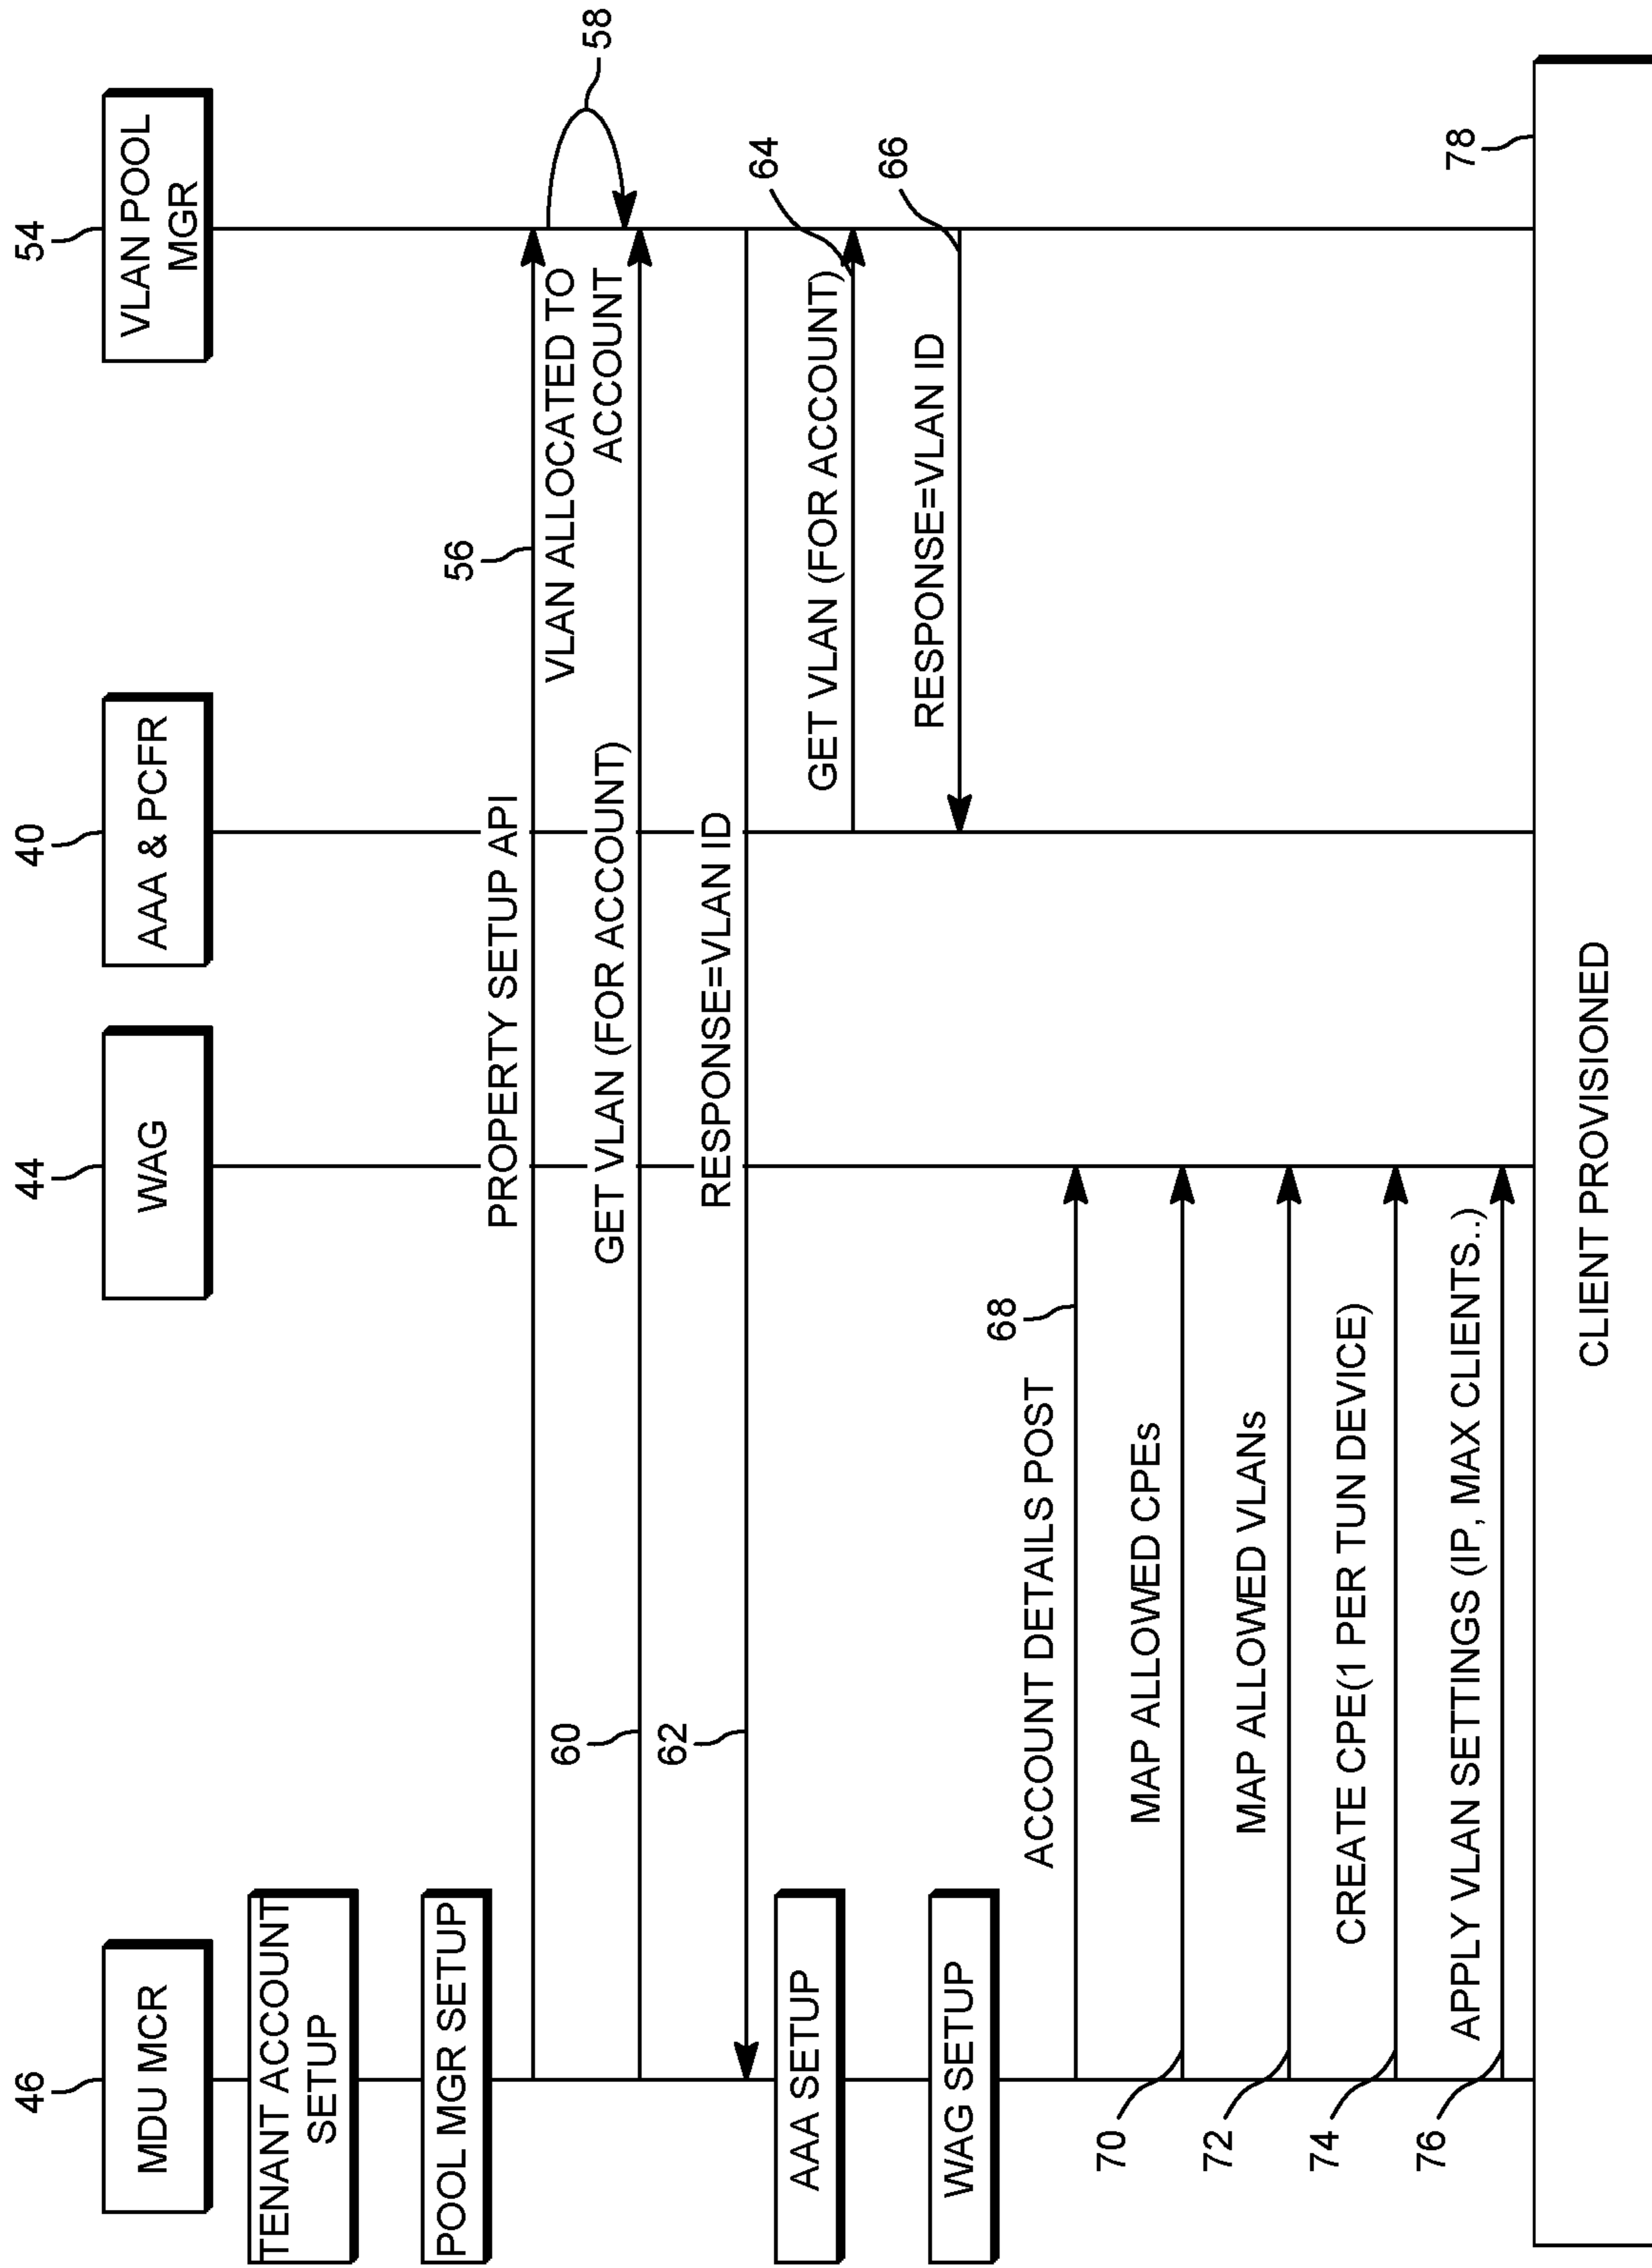 46
44
40
54
MDU MCR
WAG
AAA & PCFR
VLAN POOL
MGR
TENANT ACCOUNT
SETUP
POOL MGR SETUP
PROPERTY SETUP API
56
VLAN ALLOCATED TO
ACCOUNT
58
60
GET VLAN (FOR ACCOUNT)
62
RESPONSE=VLAN ID
AAA SETUP
GET VLAN (FOR ACCOUNT)
64
RESPONSE=VLAN ID
66
WAG SETUP
ACCOUNT DETAILS POST
68
70
MAP ALLOWED CPEs
72
MAP ALLOWED VLANs
74
CREATE CPE(1 PER TUN DEVICE)
76
APPLY VLAN SETTINGS (IP, MAX CLIENTS..)
78
CLIENT PROVISIONED